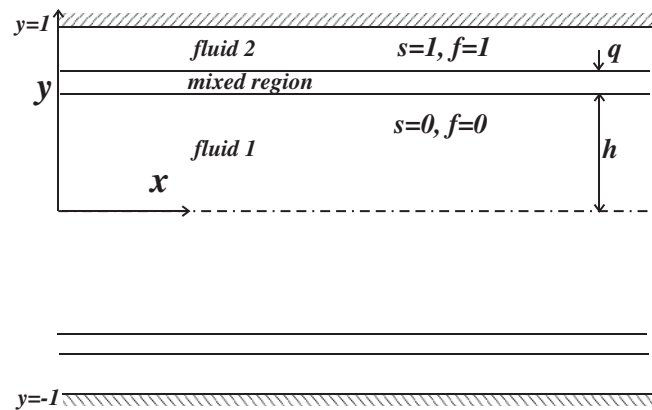 y=1
fluid 2 s=1, f=1 q
mixed region
y
s=0, f=0
fluid 1 h
x
y=-1